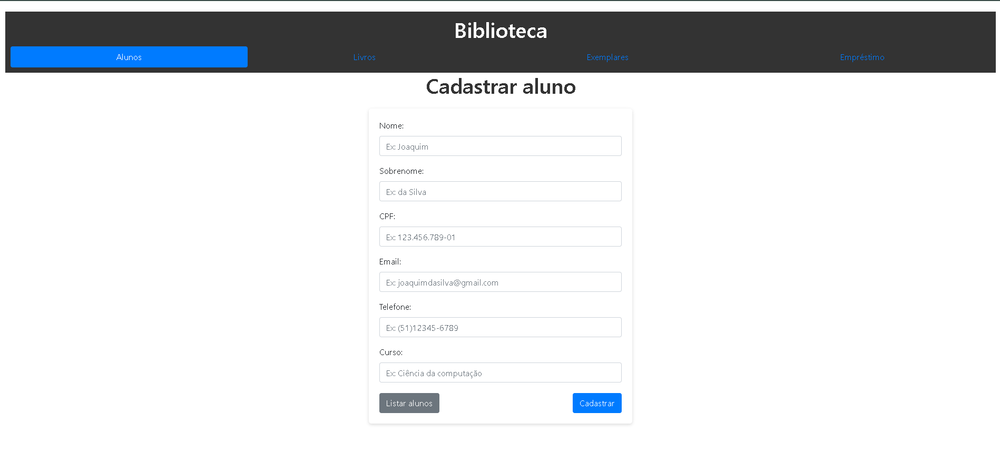 Biblioteca
Alunos Livros Exemplares Empréstimo
Cadastrar aluno
Nome:
Ex: Joaquim
Sobrenome:
Ex: da Silva
CPF:
Ex: 123.456.789-01
Email:
Ex: joaquimdasilva@gmail.com
Telefone:
Ex: (51)12345-6789
Curso:
Ex: Ciência da computação
Listar alunos Cadastrar